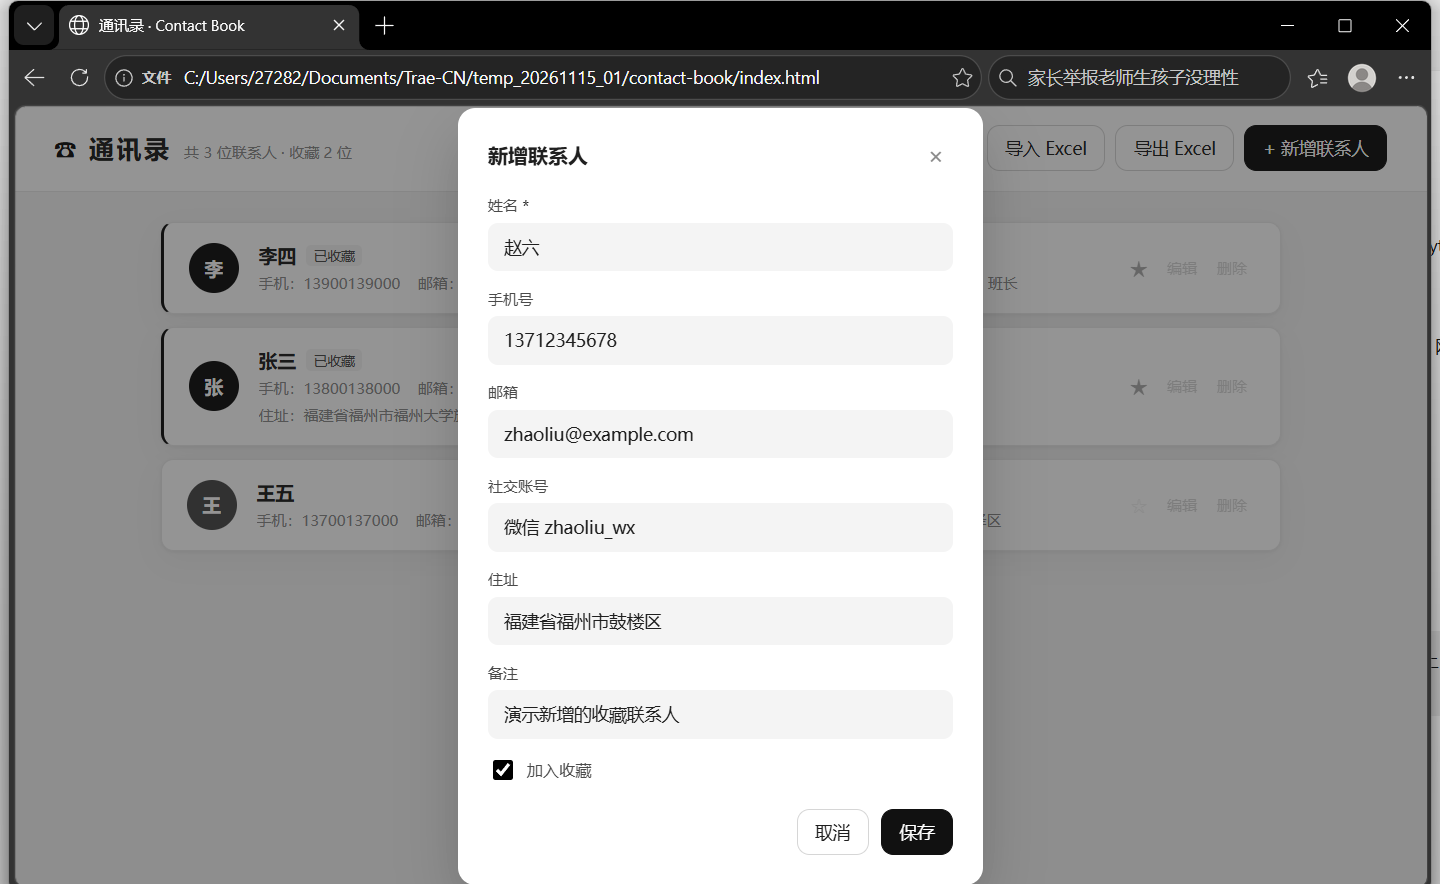 通讯录 · Contact Book
文件 C:/Users/27282/Documents/Trae-CN/temp_20261115_01/contact-book/index.html
家长举报老师生孩子没理性
通讯录 共 3 位联系人 · 收藏 2 位
导入 Excel
导出 Excel
+ 新增联系人
李
李四 已收藏
手机：13900139000 邮箱：
班长
★ 编辑 删除
张
张三 已收藏
手机：13800138000 邮箱：
住址：福建省福州市福州大学
★ 编辑 删除
王
王五
手机：13700137000 邮箱：
区
☆ 编辑 删除
新增联系人
×
姓名 *
赵六
手机号
13712345678
邮箱
zhaoliu@example.com
社交账号
微信 zhaoliu_wx
住址
福建省福州市鼓楼区
备注
演示新增的收藏联系人
加入收藏
取消
保存